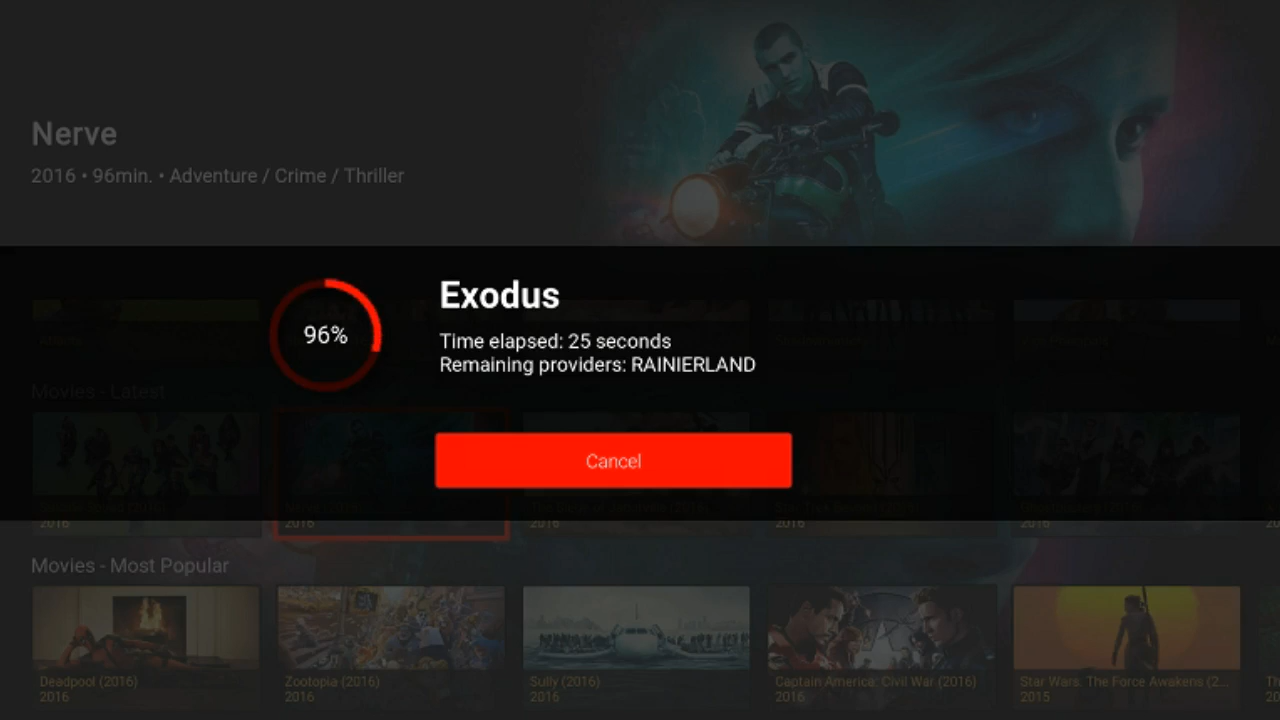 Nerve
2016 • 96min. • Adventure / Crime / Thriller
96%
Exodus
Time elapsed: 25 seconds
Remaining providers: RAINIERLAND
Movies - Latest
Cancel
2016
2016
2016
2016
2016
Movies - Most Popular
Deadpool (2016)
2016
Zootopia (2016)
2016
Sully (2016)
2016
Captain America: Civil War (2016)
2016
Star Wars: The Force Awakens (2...
2015